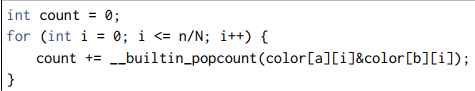 int count = 0;
for (int i = 0; i <= n/N; i++) {
    count += __builtin_popcount(color[a][i]&color[b][i]);
}